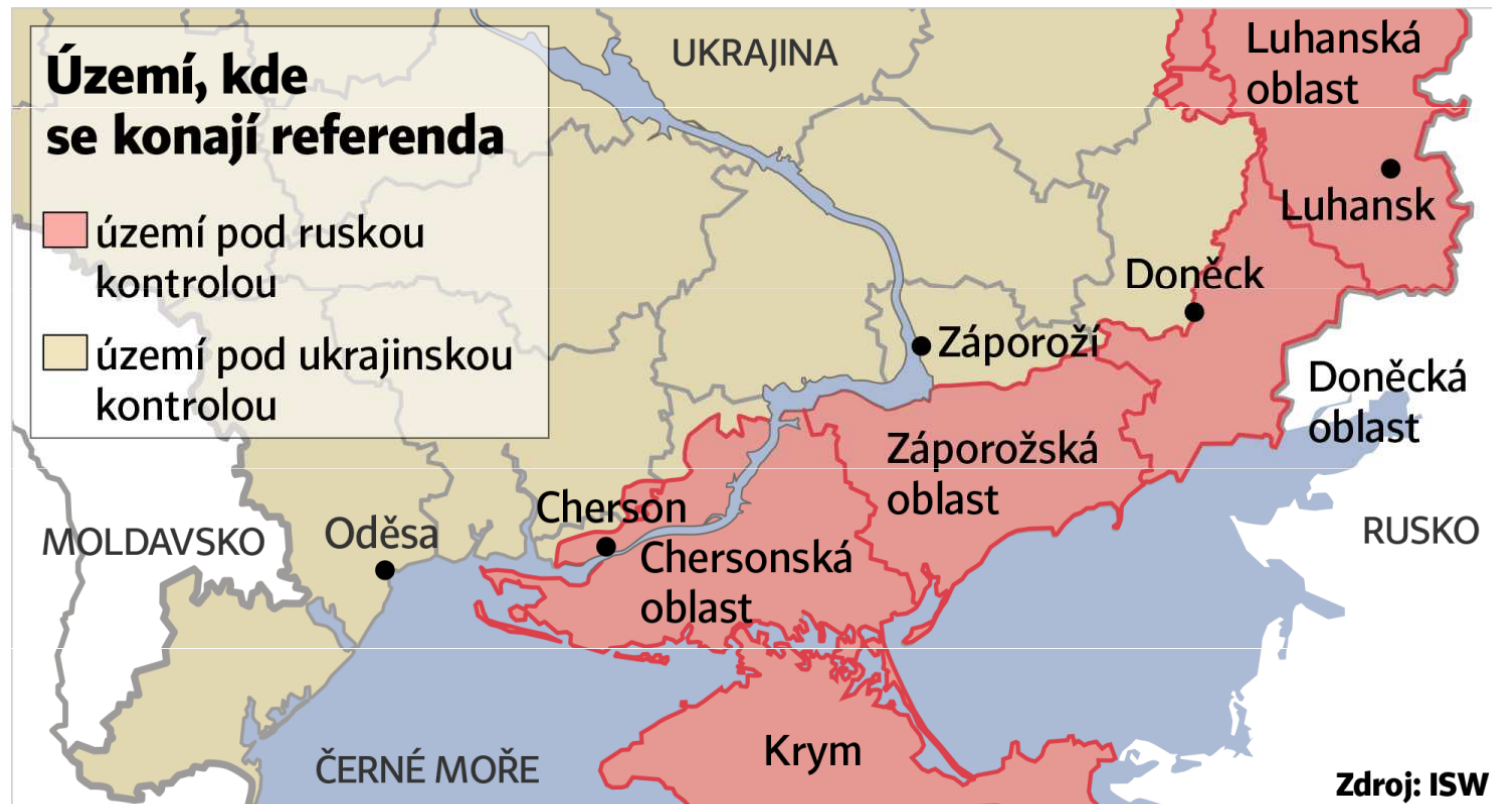 Území, kde
se konají referenda
území pod ruskou
kontrolou
území pod ukrajinskou
kontrolou
UKRAJINA
Luhanská
oblast
Luhansk
Doněck
Záporoží
Doněcká
oblast
Záporožská
oblast
Cherson
Chersonská
oblast
Oděsa
MOLDAVSKO
RUSKO
Krym
ČERNÉ MOŘE
Zdroj: ISW